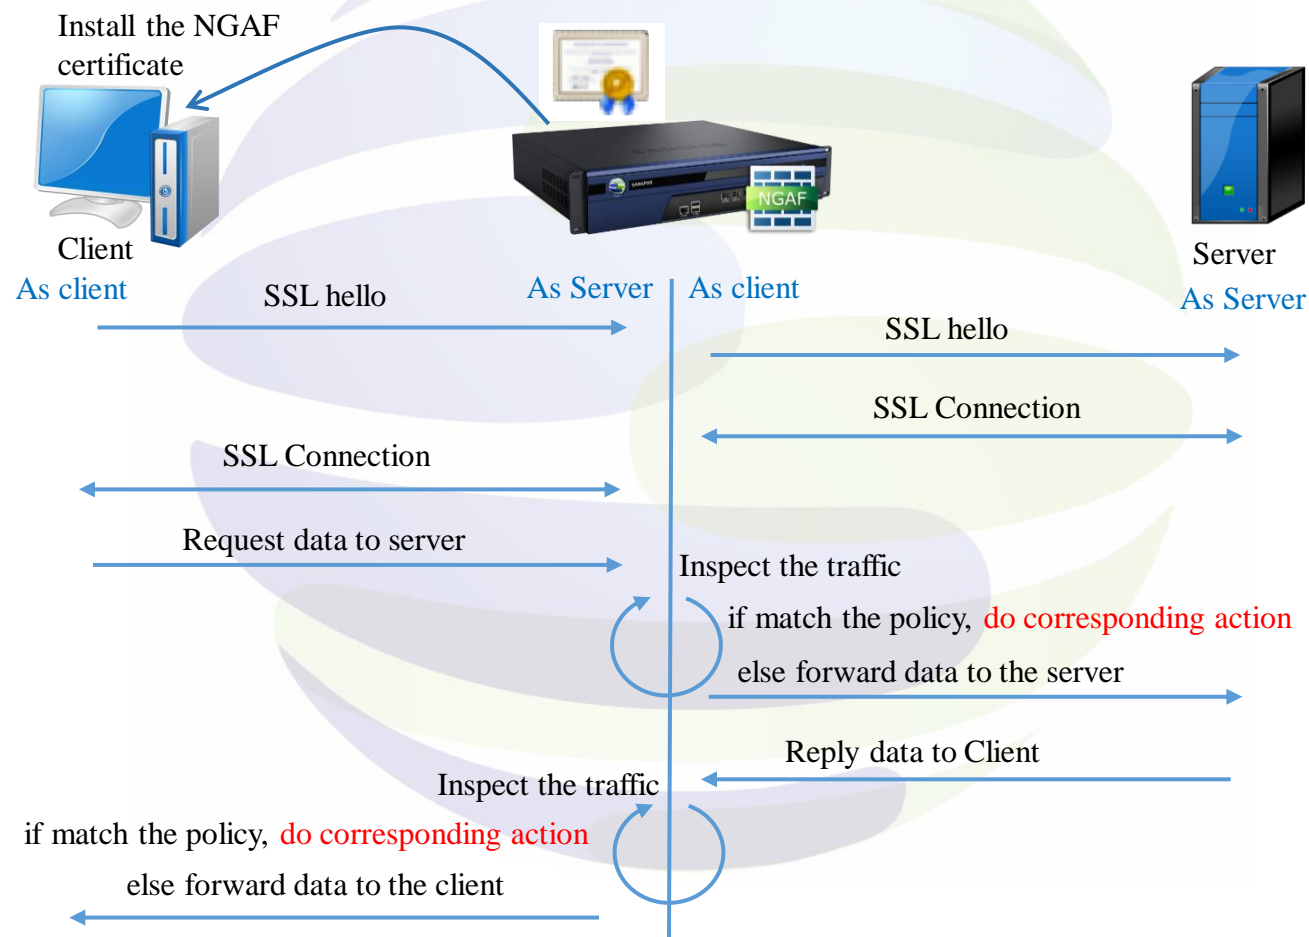 Install the NGAF
certificate
SANGFOR
NGAF
Client
Server
As client
As Server
As client
As Server
SSL hello
SSL hello
SSL Connection
SSL Connection
Request data to server
Inspect the traffic
if match the policy, do corresponding action
else forward data to the server
Reply data to Client
Inspect the traffic
if match the policy, do corresponding action
else forward data to the client